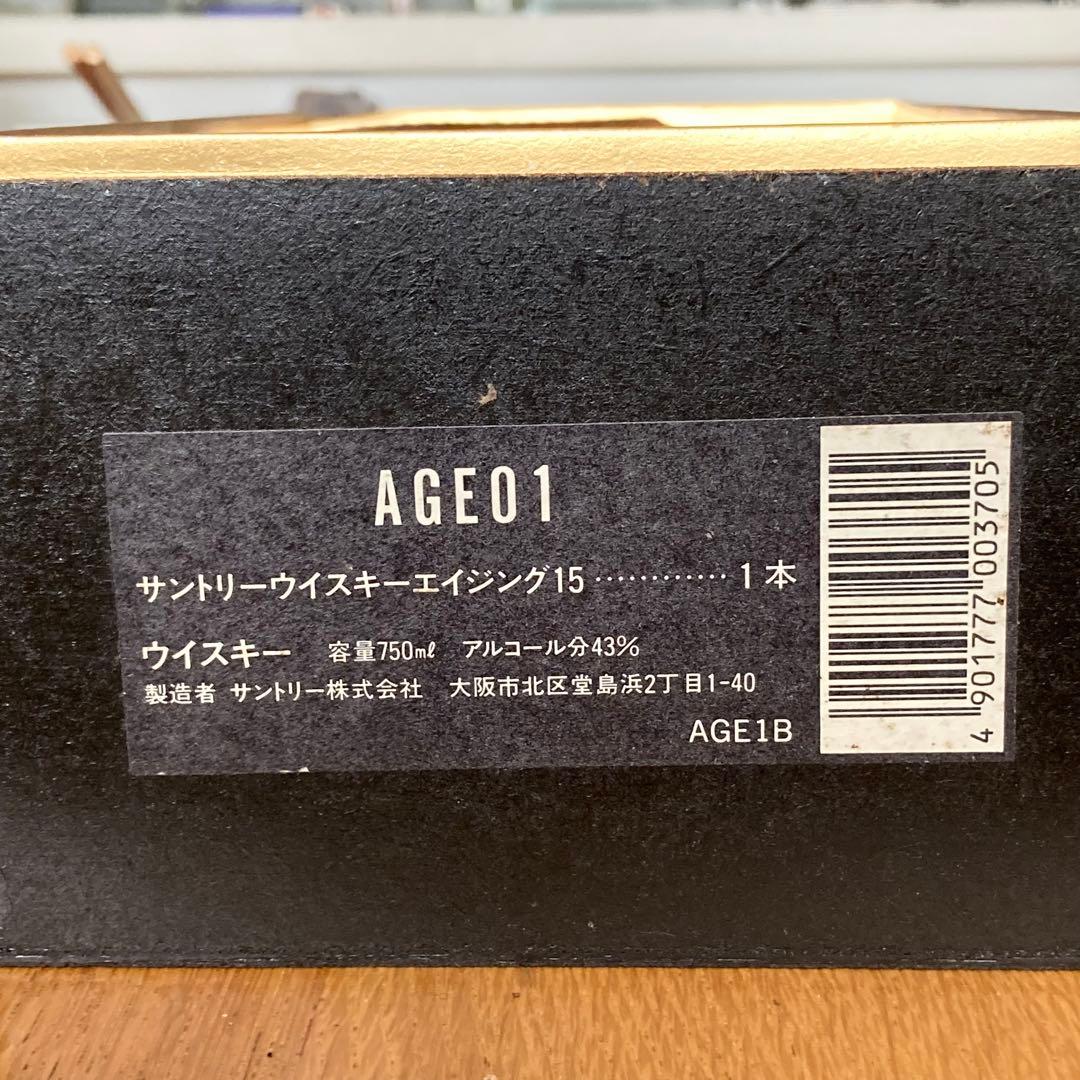 AGE01
サントリーウイスキーエイジング15 ………… 1本
ウイスキー 容量750ml アルコール分43%
製造者 サントリー株式会社 大阪市北区堂島浜2丁目1-40
AGE1B
4 901777 003705